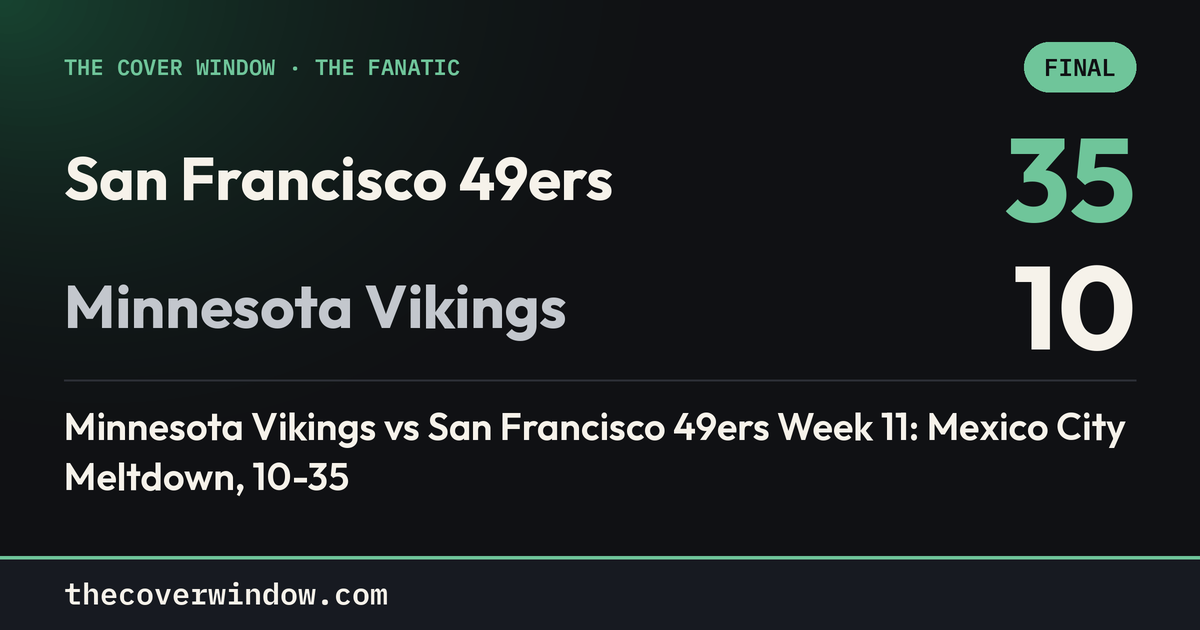 THE COVER WINDOW · THE FANATIC
FINAL
San Francisco 49ers
35
Minnesota Vikings
10
Minnesota Vikings vs San Francisco 49ers Week 11: Mexico City
Meltdown, 10-35
thecoverwindow.com